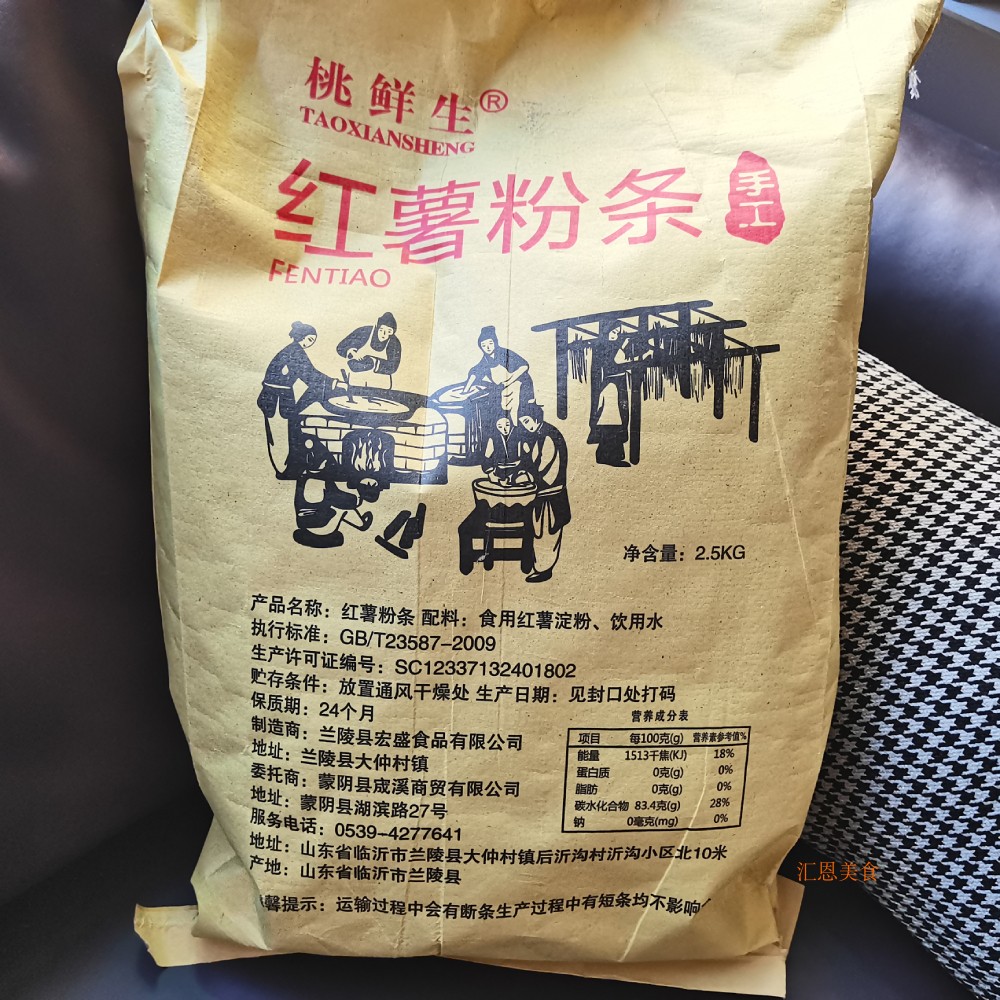 桃鲜生®
TAOXIANSHENG
红薯粉条
手工
FENTIAO
净含量：2.5KG
产品名称：红薯粉条 配料：食用红薯淀粉、饮用水
执行标准：GB/T23587-2009
生产许可证编号：SC12337132401802
贮存条件：放置通风干燥处 生产日期：见封口处打码
保质期：24个月
制造商：兰陵县宏盛食品有限公司
地址：兰陵县大仲村镇
委托商：蒙阴县宬溪商贸有限公司
地址：蒙阴县湖滨路27号
服务电话：0539-4277641
地址：山东省临沂市兰陵县大仲村镇后沂沟村沂沟小区北10米
产地：山东省临沂市兰陵县
馨提示：运输过程中会有断条生产过程中有短条均不影响
营养成分表
项目 每100克(g) 营养素参考值%
能量 1513千焦(KJ) 18%
蛋白质 0克(g) 0%
脂肪 0克(g) 0%
碳水化合物 83.4克(g) 28%
钠 0毫克(mg) 0%
汇恩美食